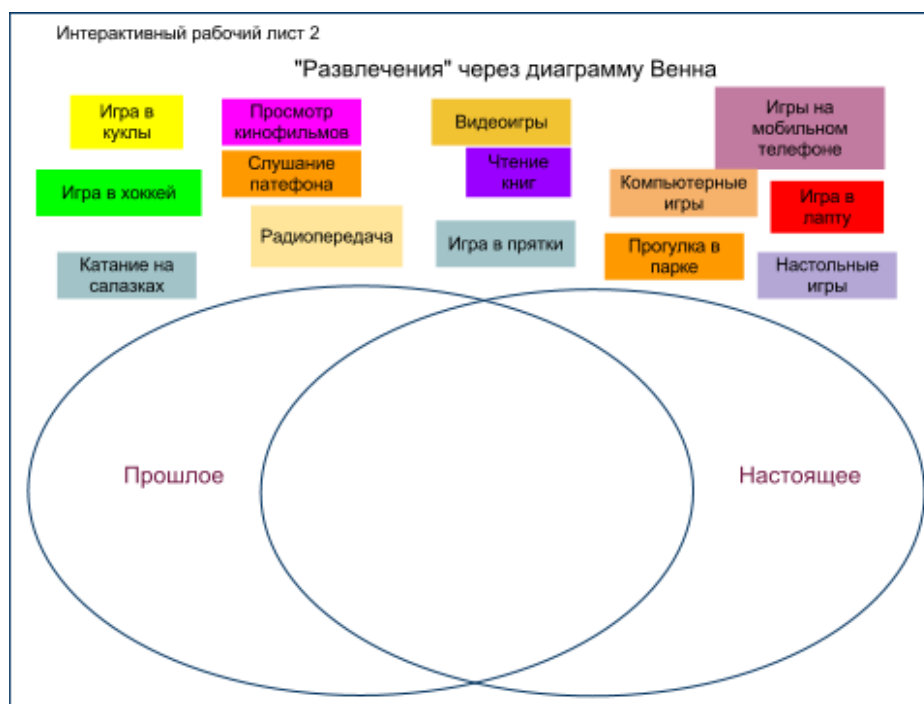 Интерактивный рабочий лист 2
"Развлечения" через диаграмму Венна
Игра в
куклы
Просмотр
кинофильмов
Видеоигры
Игры на
мобильном
телефоне
Игра в хоккей
Слушание
патефона
Чтение
книг
Компьютерные
игры
Игра в
лапту
Катание на
салазках
Радиопередача
Игра в прятки
Прогулка в
парке
Настольные
игры
Прошлое
Настоящее